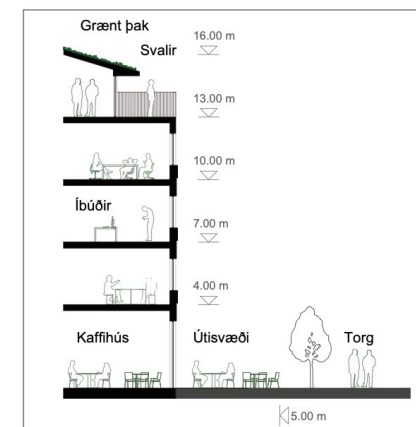 Grænt þak
Svalir
16.00 m
13.00 m
10.00 m
Íbúðir
7.00 m
4.00 m
Kaffihús
Útisvæði
Torg
5.00 m